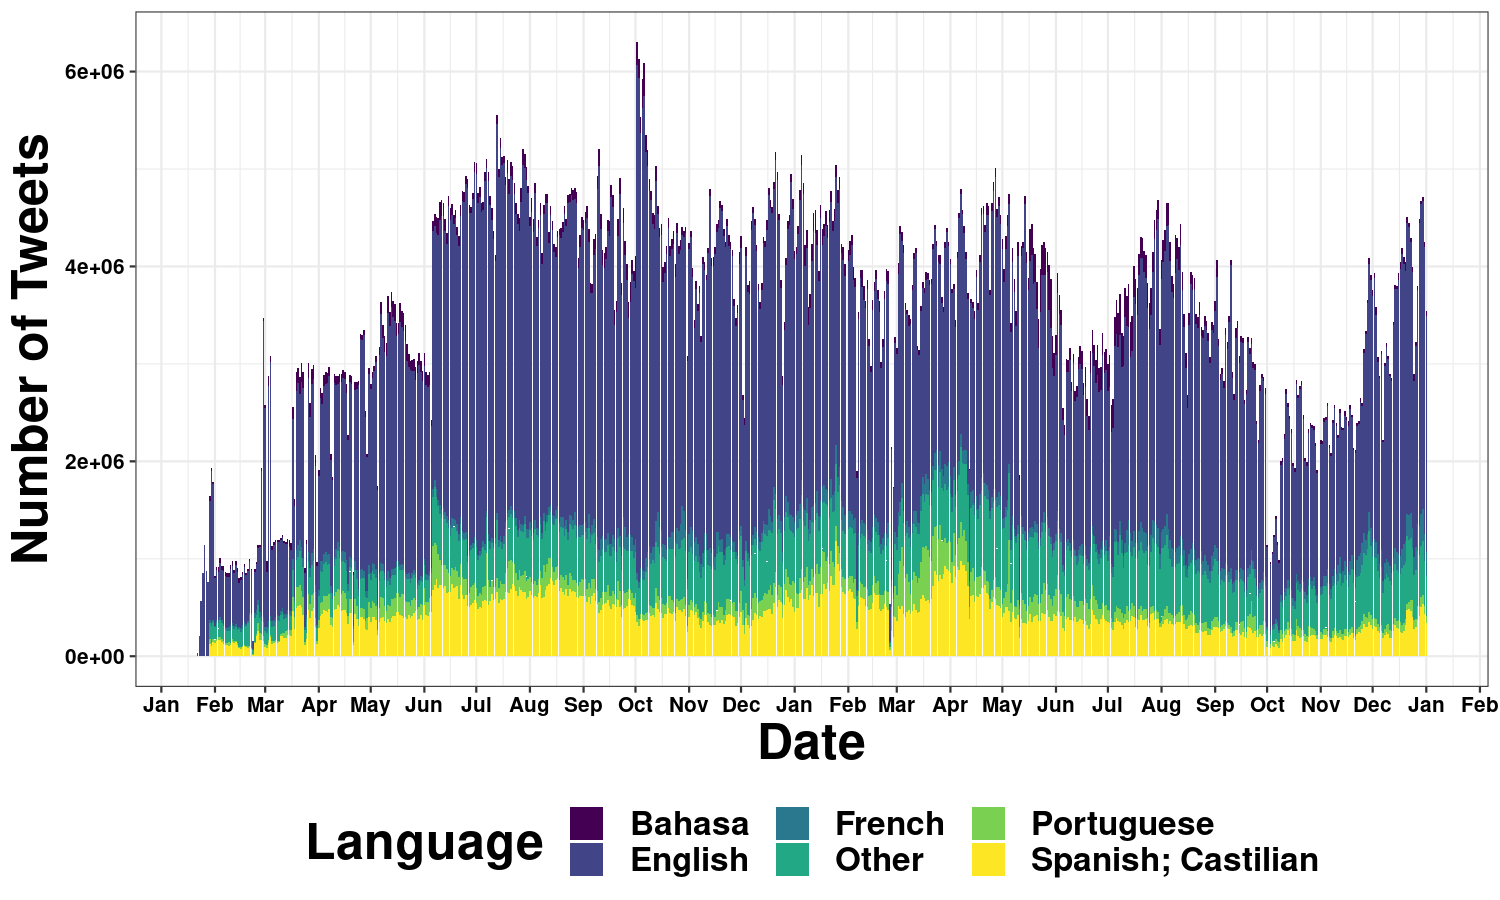 Number of Tweets
6e+06
4e+06
2e+06
0e+00
Jan Feb Mar Apr May Jun Jul Aug Sep Oct Nov Dec Jan Feb Mar Apr May Jun Jul Aug Sep Oct Nov Dec Jan Feb
Date
Language
Bahasa French Portuguese
English Other Spanish; Castilian